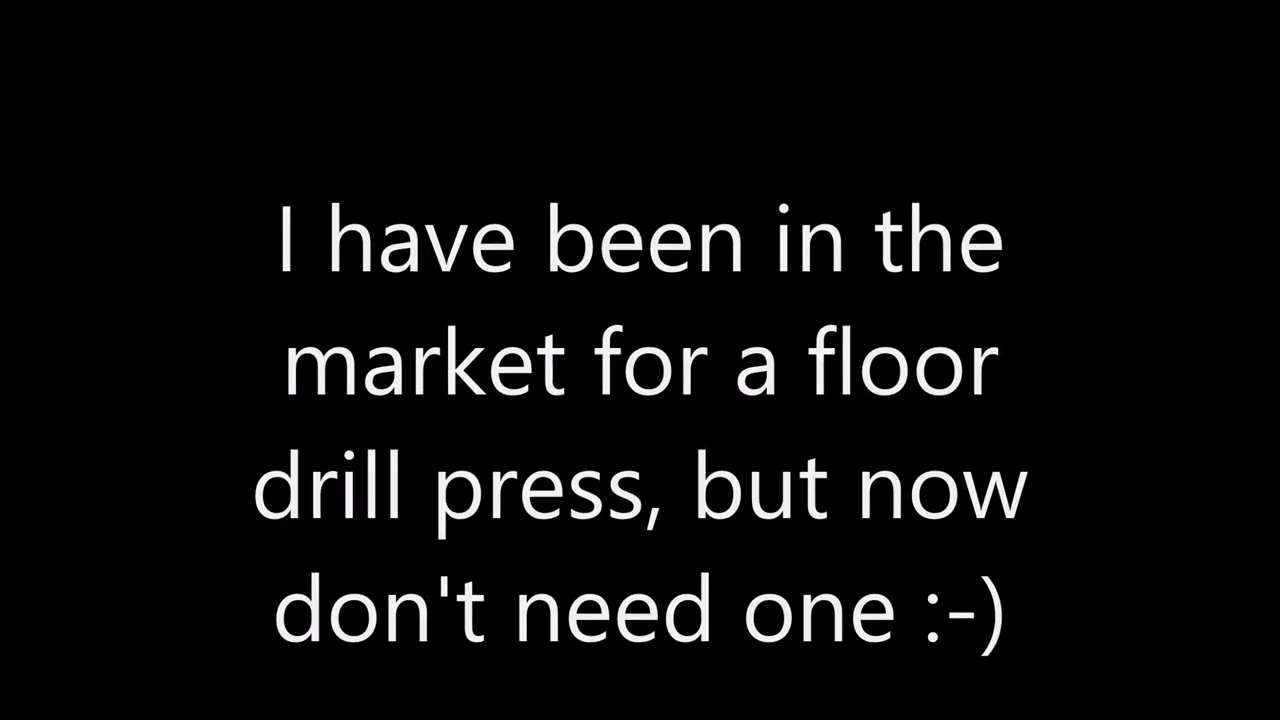 I have been in the
market for a floor
drill press, but now
don't need one :-)